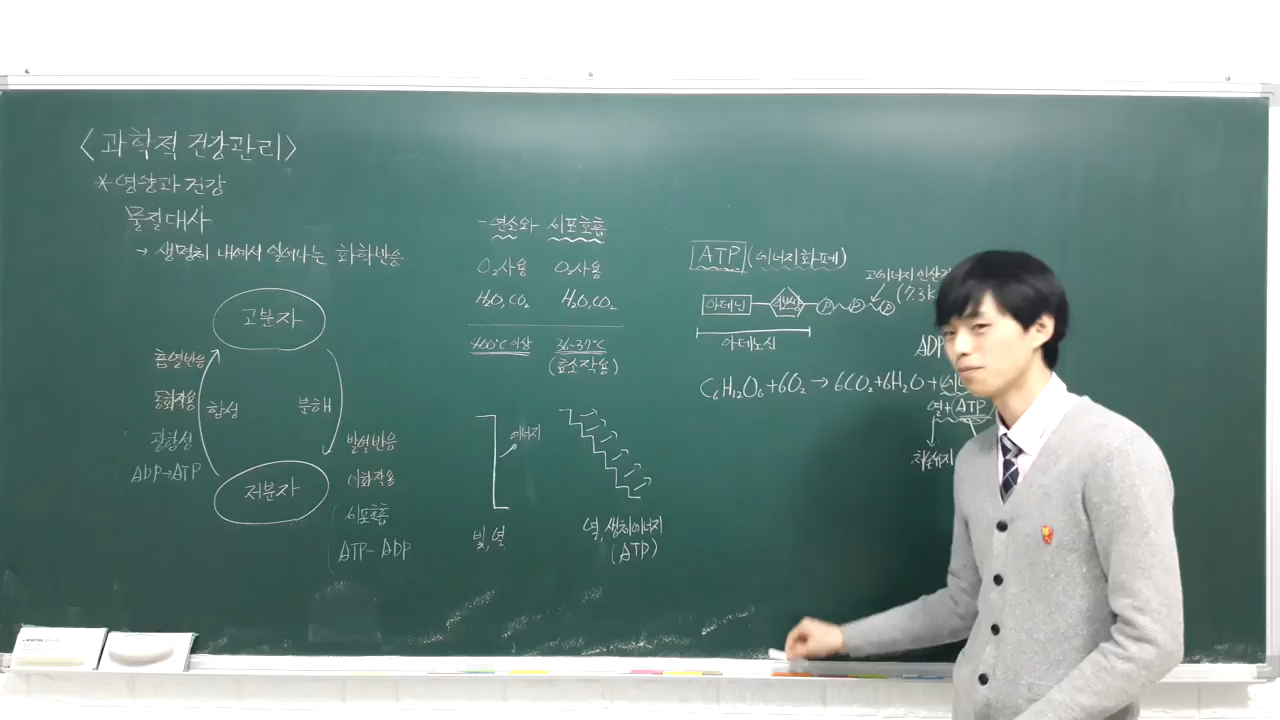 <과학적 건강관리>
* 영양과 건강
물질대사
→ 생명체 내에서 일어나는 화학반응
고분자
흡열반응
동화작용
합성
광합성
ADP→ATP
분해
발열반응
이화작용
세포호흡
ATP→ADP
저분자
- 연소와 세포호흡
O₂사용 O₂사용
H₂O, CO₂ H₂O, CO₂
400℃ 이상 36~37℃
(효소작용)
에너지
빛, 열
열, 생체에너지
(ATP)
ATP (에너지화폐)
고에너지 인산
(7.3k
아데닌
P P P
아데노신
ADP
C₆H₁₂O₆+6O₂→6CO₂+6H₂O+
열+ATP
체온유지